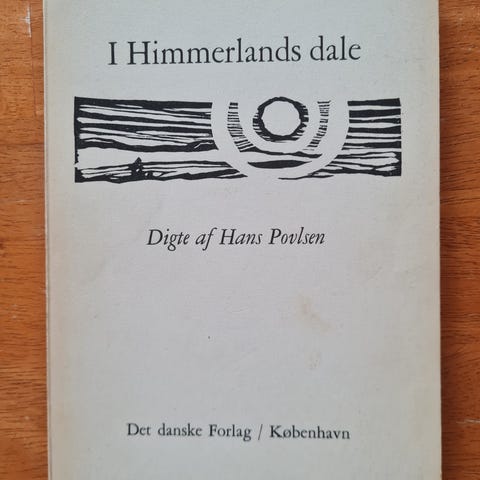 I Himmerlands dale
Digte af Hans Povlsen
Det danske Forlag / København